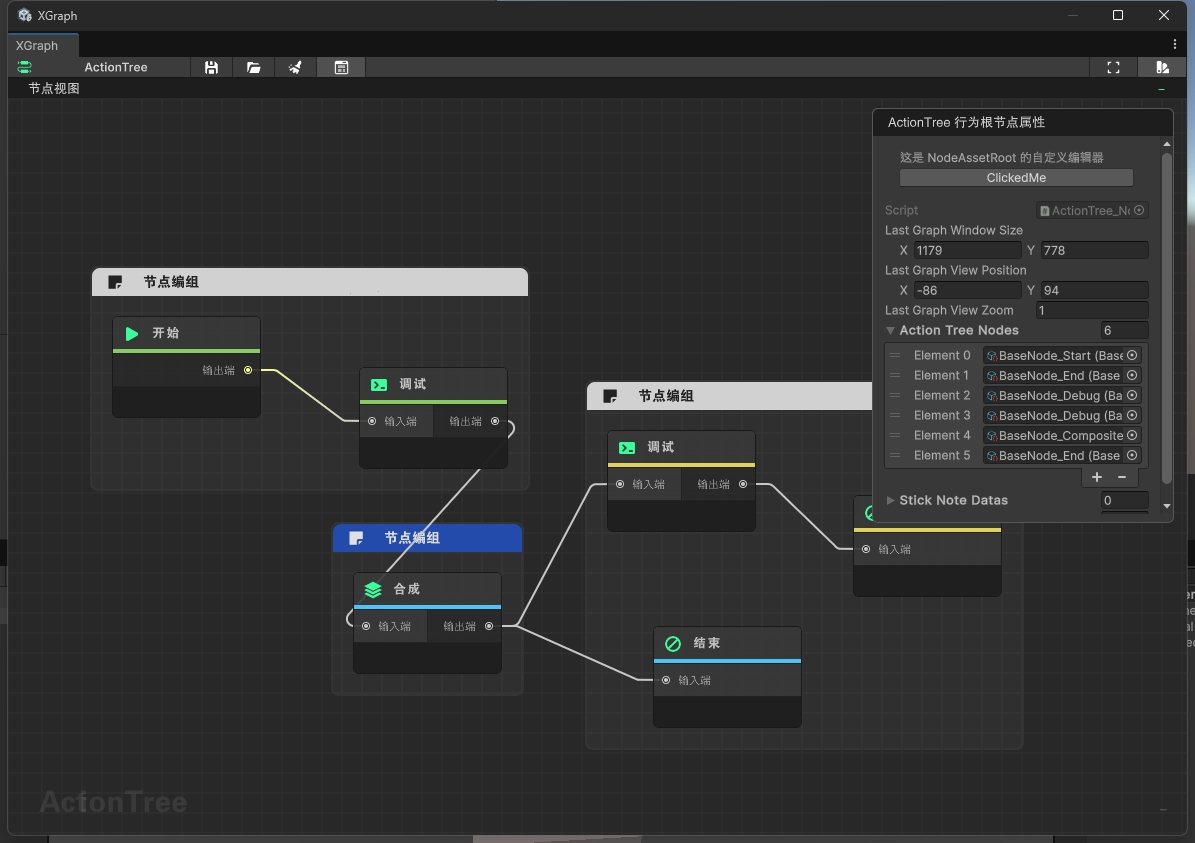 XGraph
XGraph
ActionTree
节点视图
ActionTree 行为根节点属性
这是 NodeAssetRoot 的自定义编辑器
ClickedMe
Script
ActionTree_No
Last Graph Window Size
X 1179 Y 778
Last Graph View Position
X -86 Y 94
Last Graph View Zoom 1
Action Tree Nodes 6
Element 0 BaseNode_Start (Base
Element 1 BaseNode_End (Base
Element 2 BaseNode_Debug (Ba
Element 3 BaseNode_Debug (Ba
Element 4 BaseNode_Composite
Element 5 BaseNode_End (Base
+ −
Stick Note Datas 0
节点编组
开始
输出端
调试
输入端 输出端
节点编组
调试
输入端 输出端
输入端
节点编组
合成
输入端 输出端
结束
输入端
ActonTree